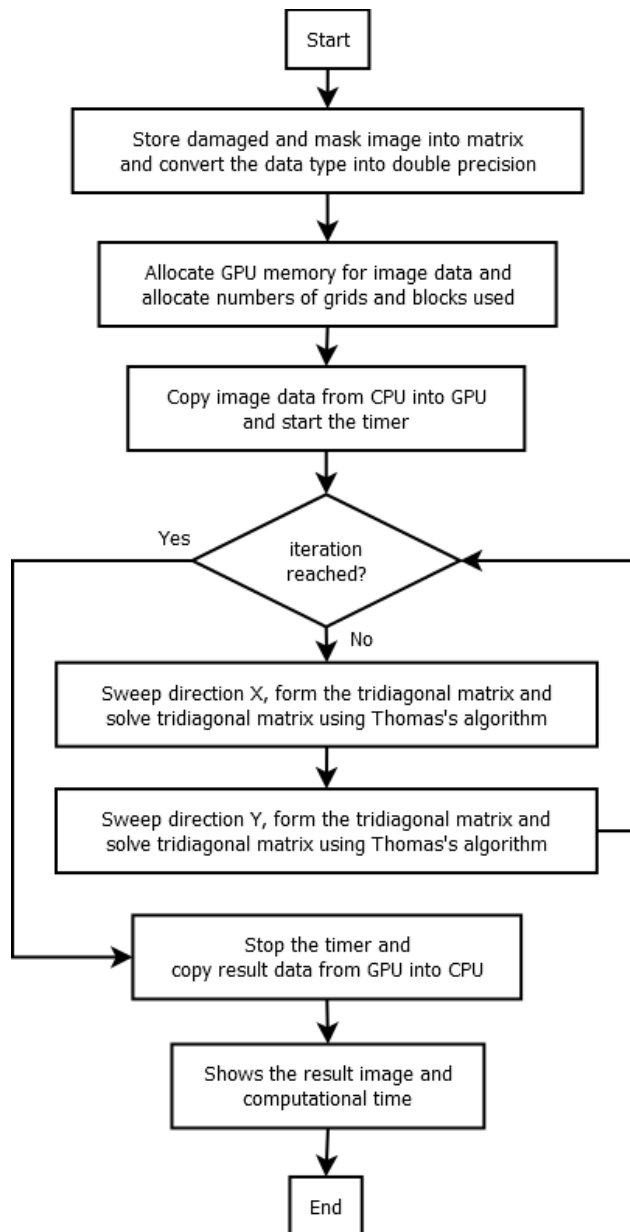 Start
Store damaged and mask image into matrix
and convert the data type into double precision
Allocate GPU memory for image data and
allocate numbers of grids and blocks used
Copy image data from CPU into GPU
and start the timer
Yes
iteration
reached?
No
Sweep direction X, form the tridiagonal matrix and
solve tridiagonal matrix using Thomas's algorithm
Sweep direction Y, form the tridiagonal matrix and
solve tridiagonal matrix using Thomas's algorithm
Stop the timer and
copy result data from GPU into CPU
Shows the result image and
computational time
End